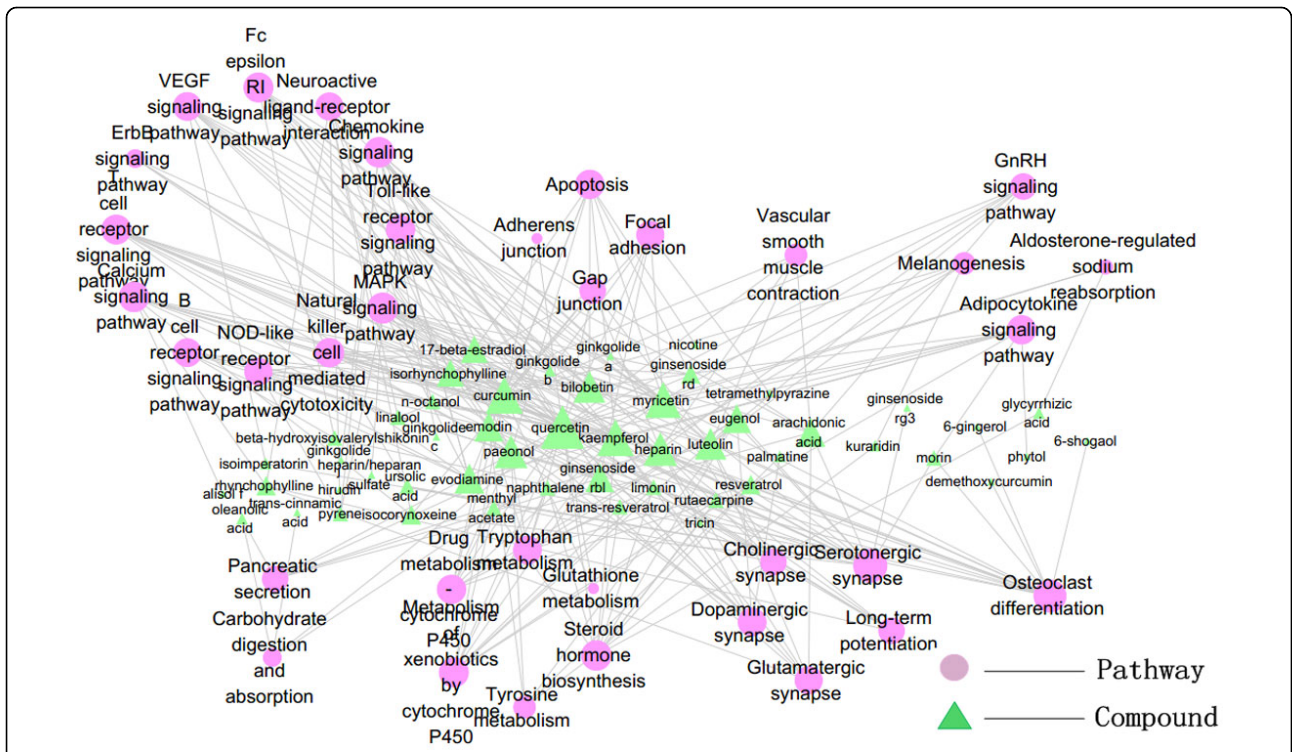 Fc
epsilon
RI
signaling
pathway
VEGF
signaling
pathway
Neuroactive
ligand-receptor
interaction
ErbB
signaling
pathway
Chemokine
signaling
pathway
T
cell
receptor
signaling
pathway
Toll-like
receptor
signaling
pathway
Calcium
signaling
pathway
MAPK
signaling
pathway
B
cell
receptor
signaling
pathway
NOD-like
receptor
signaling
pathway
Natural
killer
cell
mediated
cytotoxicity
Apoptosis
Adherens
junction
Focal
adhesion
Gap
junction
Vascular
smooth
muscle
contraction
GnRH
signaling
pathway
Melanogenesis
Aldosterone-regulated
sodium
reabsorption
Adipocytokine
signaling
pathway
17-beta-estradiol
isorhynchophylline
ginkgolide
b
ginkgolide
a
nicotine
ginsenoside
rd
curcumin
bilobetin
myricetin
tetramethylpyrazine
n-octanol
linalool
ginkgolide
c
emodin
quercetin
kaempferol
heparin
luteolin
eugenol
arachidonic
acid
ginsenoside
rg3
kuraridin
6-gingerol
glycyrrhizic
acid
6-shogaol
beta-hydroxyisovalerylshikonin
ginkgolide
j
paeonol
palmatine
morin
phytol
isoimperatorin
heparin/heparan
sulfate
ursolic
acid
evodiamine
ginsenoside
rbl
limonin
resveratrol
demethoxycurcumin
rhynchophylline
hirudin
menthyl
acetate
naphthalene
trans-resveratrol
rutaecarpine
tricin
alisol f
oleanolic
acid
trans-cinnamic
acid
pyrene
isocorynoxeine
Pancreatic
secretion
Carbohydrate
digestion
and
absorption
Drug
metabolism
-
cytochrome
P450
Metabolism
of
xenobiotics
by
cytochrome
P450
Tryptophan
metabolism
Glutathione
metabolism
Steroid
hormone
biosynthesis
Tyrosine
metabolism
Cholinergic
synapse
Serotonergic
synapse
Dopaminergic
synapse
Long-term
potentiation
Glutamatergic
synapse
Osteoclast
differentiation
Pathway
Compound